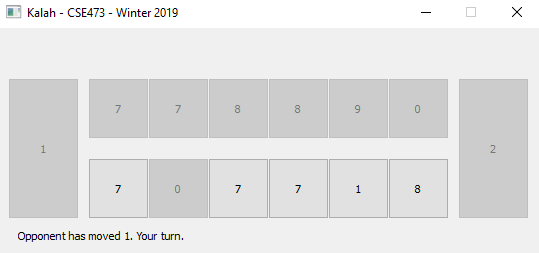 Kalah - CSE473 - Winter 2019
7 7 8 8 9 0
1 2
7 0 7 7 1 8
Opponent has moved 1. Your turn.